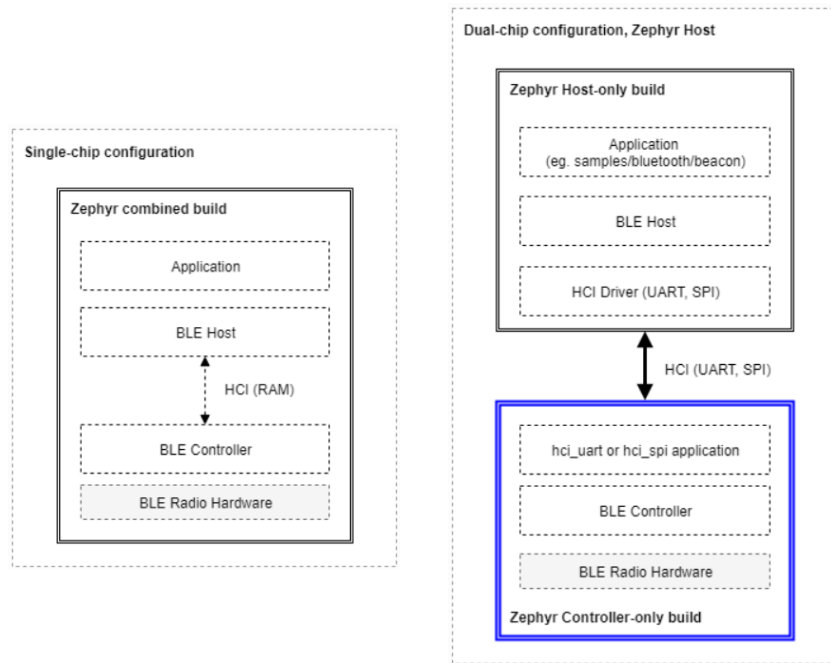 Single-chip configuration
Zephyr combined build
Application
BLE Host
HCI (RAM)
BLE Controller
BLE Radio Hardware
Dual-chip configuration, Zephyr Host
Zephyr Host-only build
Application
(eg. samples/bluetooth/beacon)
BLE Host
HCI Driver (UART, SPI)
HCI (UART, SPI)
hci_uart or hci_spi application
BLE Controller
BLE Radio Hardware
Zephyr Controller-only build